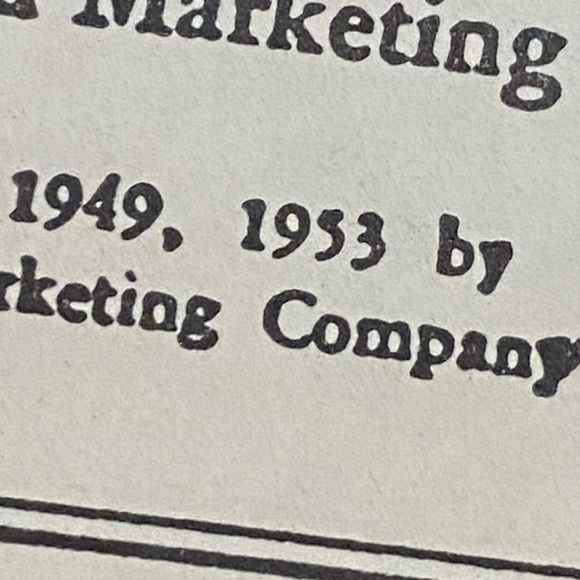 Marketing
1949, 1953 by
rketing Company